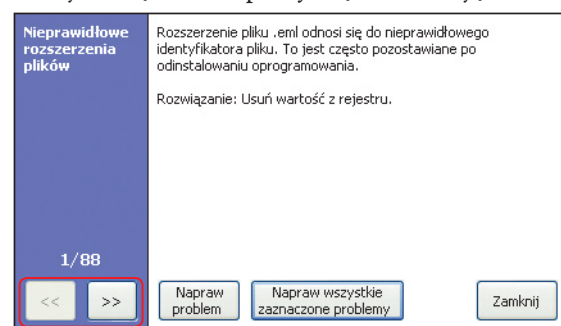 Nieprawidłowe
rozszerzenia
plików
Rozszerzenie pliku .eml odnosi się do nieprawidłowego
identyfikatora pliku. To jest często pozostawiane po
odinstalowaniu oprogramowania.
Rozwiązanie: Usuń wartość z rejestru.
1/88
<< >>
Napraw
problem
Napraw wszystkie
zaznaczone problemy
Zamknij